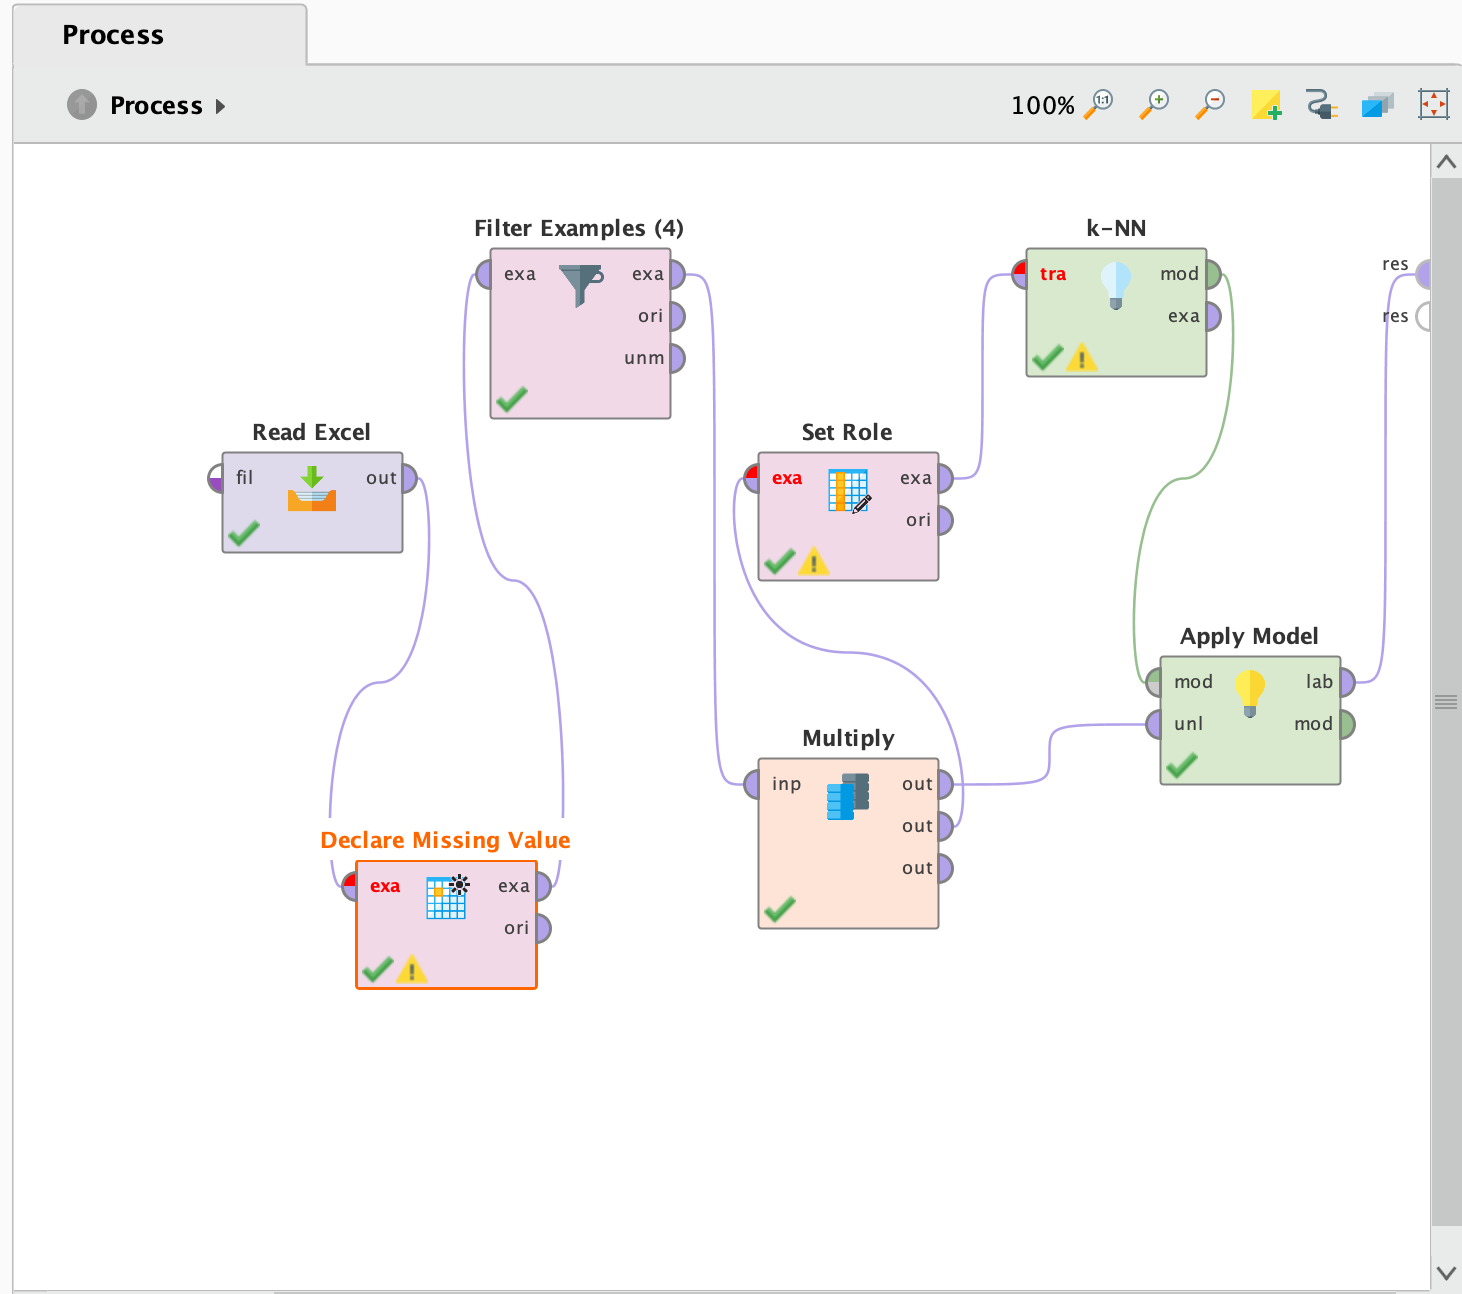 Process
Process
100%
1:1
Filter Examples (4)
exa exa
ori
unm
k-NN
tra mod
exa
res
res
Read Excel
fil out
Set Role
exa exa
ori
Apply Model
mod lab
unl mod
Multiply
inp out
out
out
Declare Missing Value
exa exa
ori